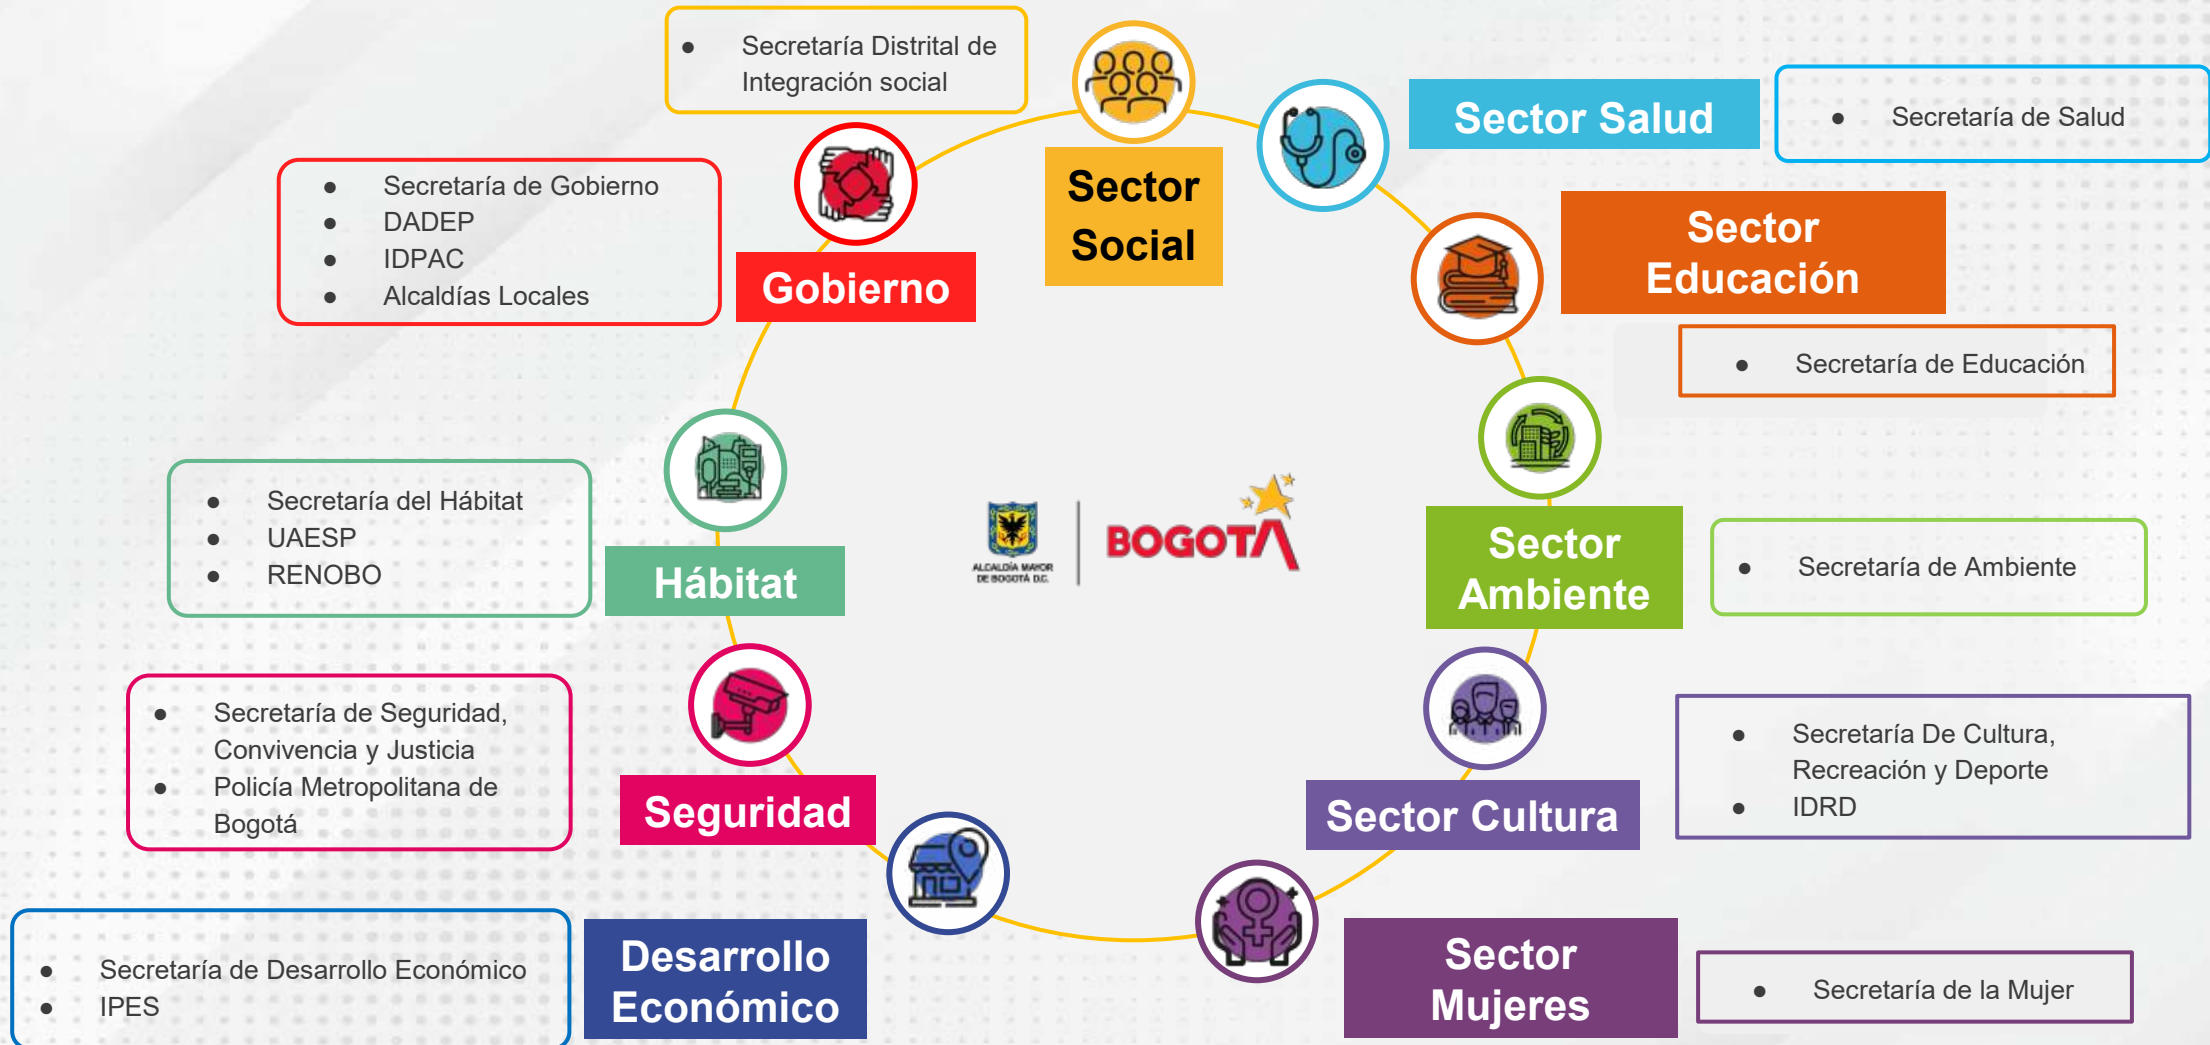 ● Secretaría Distrital de
Integración social
Sector
Social
Sector Salud
● Secretaría de Salud
● Secretaría de Gobierno
● DADEP
● IDPAC
● Alcaldías Locales
Gobierno
Sector
Educación
● Secretaría de Educación
● Secretaría del Hábitat
● UAESP
● RENOBO
Hábitat
ALCALDÍA MAYOR
DE BOGOTÁ D.C.
BOGOTÁ
Sector
Ambiente
● Secretaría de Ambiente
● Secretaría de Seguridad,
Convivencia y Justicia
● Policía Metropolitana de
Bogotá
Seguridad
Sector Cultura
● Secretaría De Cultura,
Recreación y Deporte
● IDRD
● Secretaría de Desarrollo Económico
● IPES
Desarrollo
Económico
Sector
Mujeres
● Secretaría de la Mujer